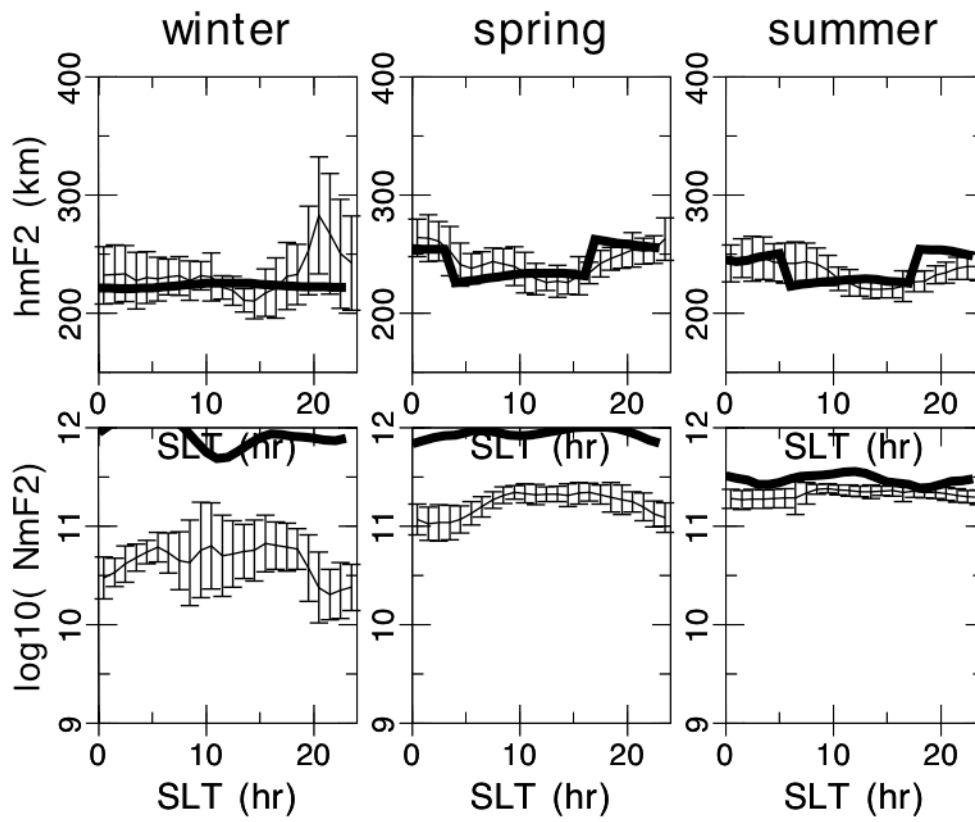 winter spring summer
hmF2 (km)
400 400 400
300 300 300
200 200 200
0 10 20 0 10 20 0 10 20
SLT (hr) SLT (hr) SLT (hr)
log10( NmF2)
12 12 12
11 11 11
10 10 10
9 9 9
0 10 20 0 10 20 0 10 20
SLT (hr) SLT (hr) SLT (hr)